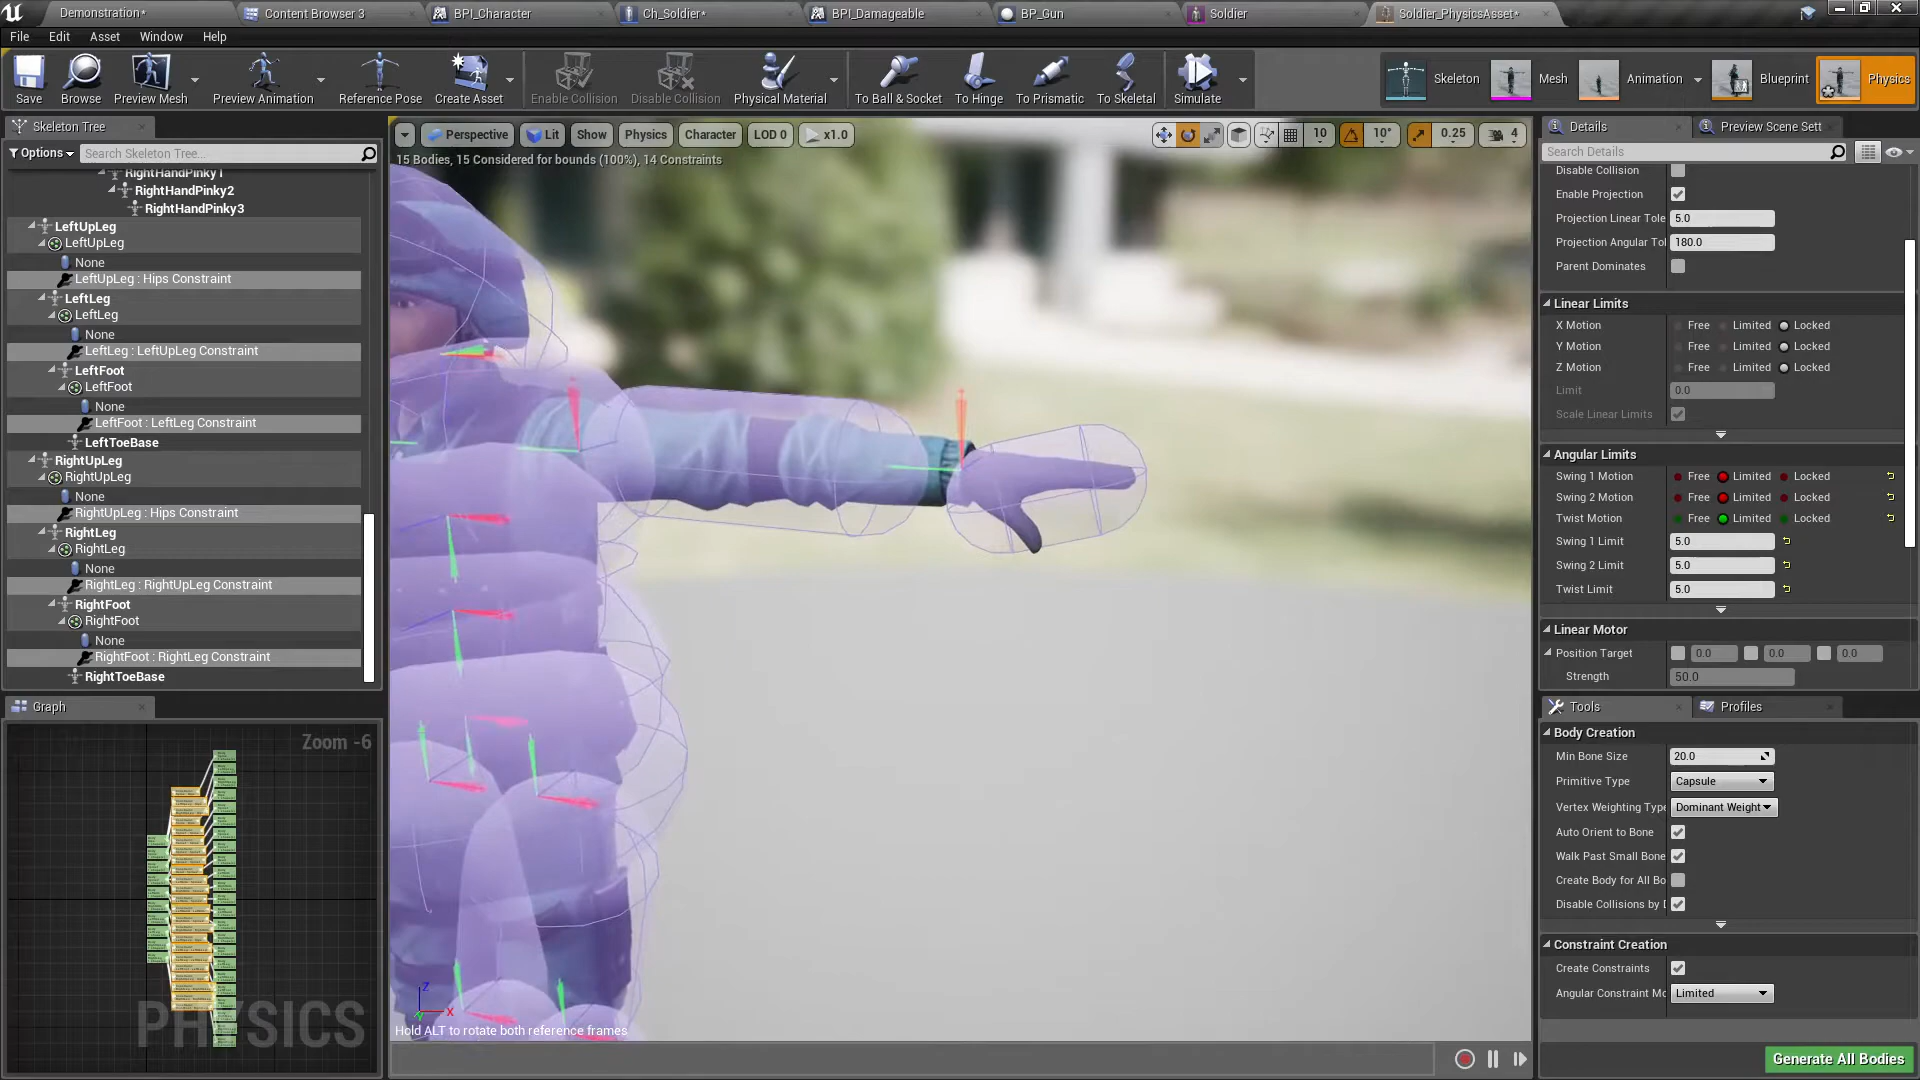 Demonstration*
Content Browser 3
BPI_Character
Ch_Soldier*
BPI_Damageable
BP_Gun
Soldier
Soldier_PhysicsAsset*
File Edit Asset Window Help
Save
Browse
Preview Mesh
Preview Animation
Reference Pose
Create Asset
Enable Collision
Disable Collision
Physical Material
To Ball & Socket
To Hinge
To Prismatic
To Skeletal
Simulate
Skeleton
Mesh
Animation
Blueprint
Physics
Skeleton Tree
Options
Search Skeleton Tree...
RightHandPinky1
RightHandPinky2
RightHandPinky3
LeftUpLeg
LeftUpLeg
None
LeftUpLeg : Hips Constraint
LeftLeg
LeftLeg
None
LeftLeg : LeftUpLeg Constraint
LeftFoot
LeftFoot
None
LeftFoot : LeftLeg Constraint
LeftToeBase
RightUpLeg
RightUpLeg
None
RightUpLeg : Hips Constraint
RightLeg
RightLeg
None
RightLeg : RightUpLeg Constraint
RightFoot
RightFoot
None
RightFoot : RightLeg Constraint
RightToeBase
Graph
Zoom -6
PHYSICS
Perspective Lit Show Physics Character LOD 0 x1.0
10 10° 0.25 4
15 Bodies, 15 Considered for bounds (100%), 14 Constraints
Z
X
Hold ALT to rotate both reference frames
Details
Preview Scene Sett
Search Details
Disable Collision
Enable Projection
Projection Linear Tole 5.0
Projection Angular Tol 180.0
Parent Dominates
Linear Limits
X Motion Free Limited Locked
Y Motion Free Limited Locked
Z Motion Free Limited Locked
Limit 0.0
Scale Linear Limits
Angular Limits
Swing 1 Motion Free Limited Locked
Swing 2 Motion Free Limited Locked
Twist Motion Free Limited Locked
Swing 1 Limit 5.0
Swing 2 Limit 5.0
Twist Limit 5.0
Linear Motor
Position Target 0.0 0.0 0.0
Strength 50.0
Tools
Profiles
Body Creation
Min Bone Size 20.0
Primitive Type Capsule
Vertex Weighting Type Dominant Weight
Auto Orient to Bone
Walk Past Small Bone
Create Body for All Bo
Disable Collisions by D
Constraint Creation
Create Constraints
Angular Constraint Mo Limited
Generate All Bodies